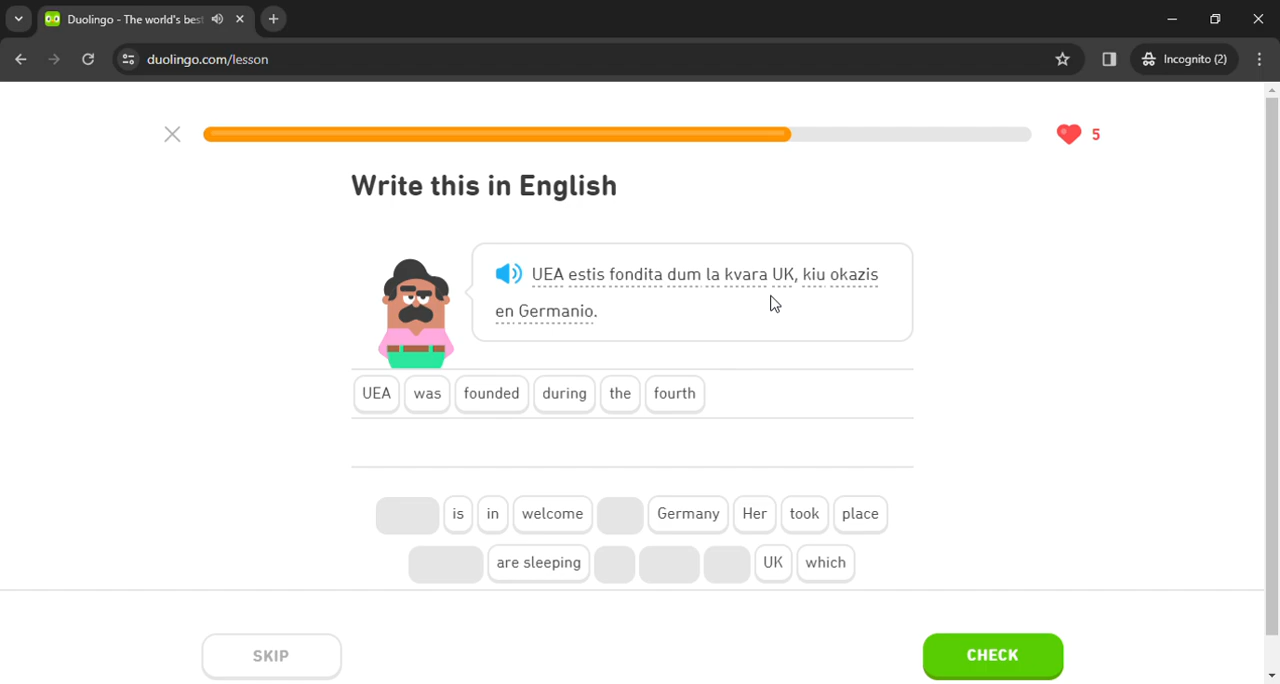 Duolingo - The world's bes
duolingo.com/lesson
Incognito (2)
5
Write this in English
UEA estis fondita dum la kvara UK, kiu okazis
en Germanio.
UEA was founded during the fourth
is in welcome Germany Her took place
are sleeping UK which
SKIP
CHECK